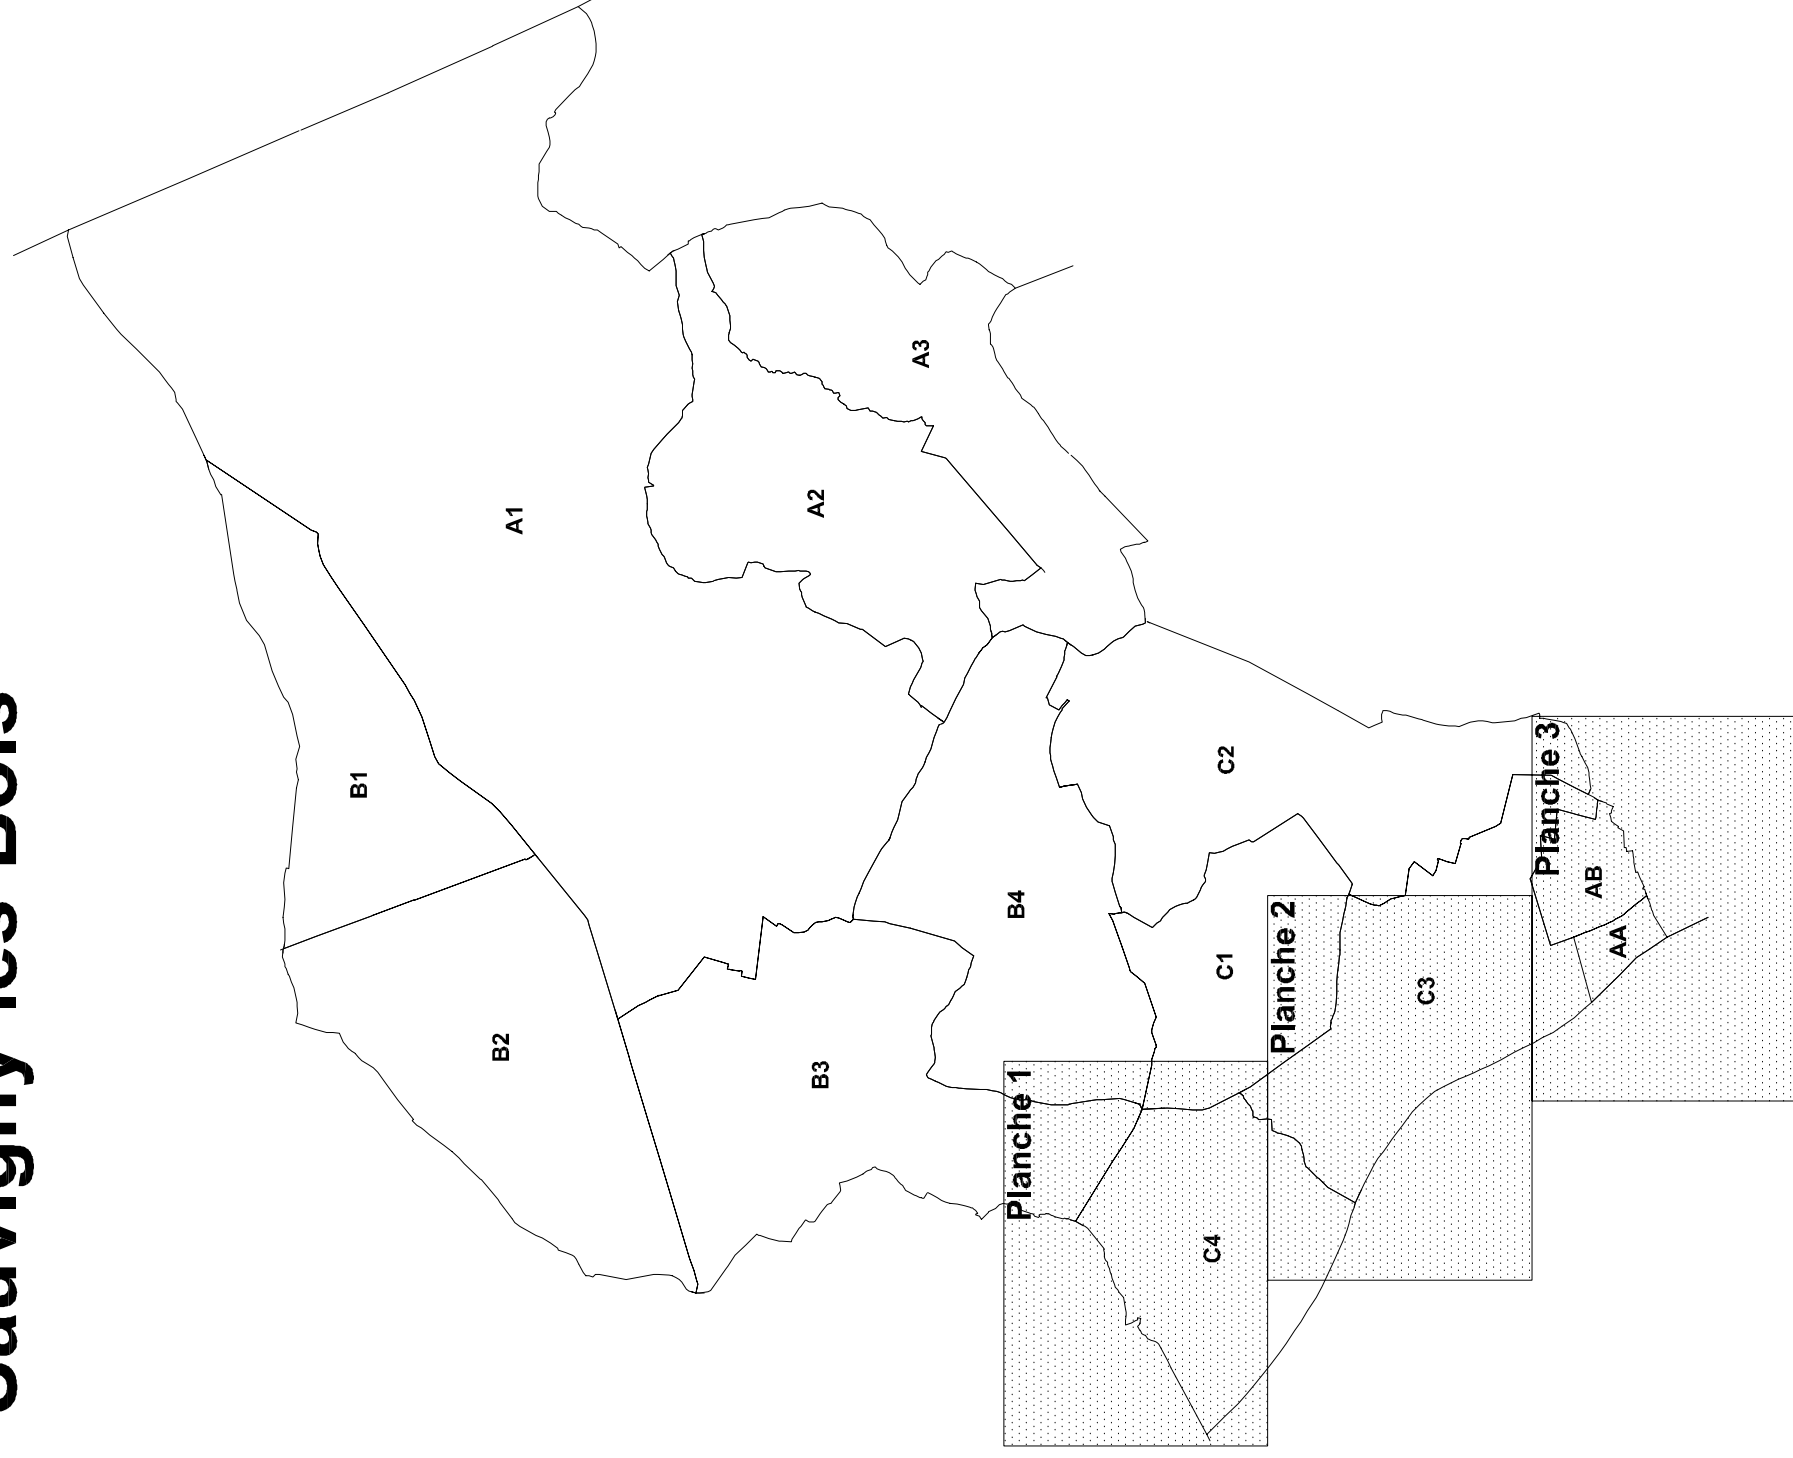 Sauvigny les Bois
B1
B2
A1
B3
A2
A3
Planche 1
B4
C4
C1
C2
Planche 2
C3
Planche 3
AB
AA